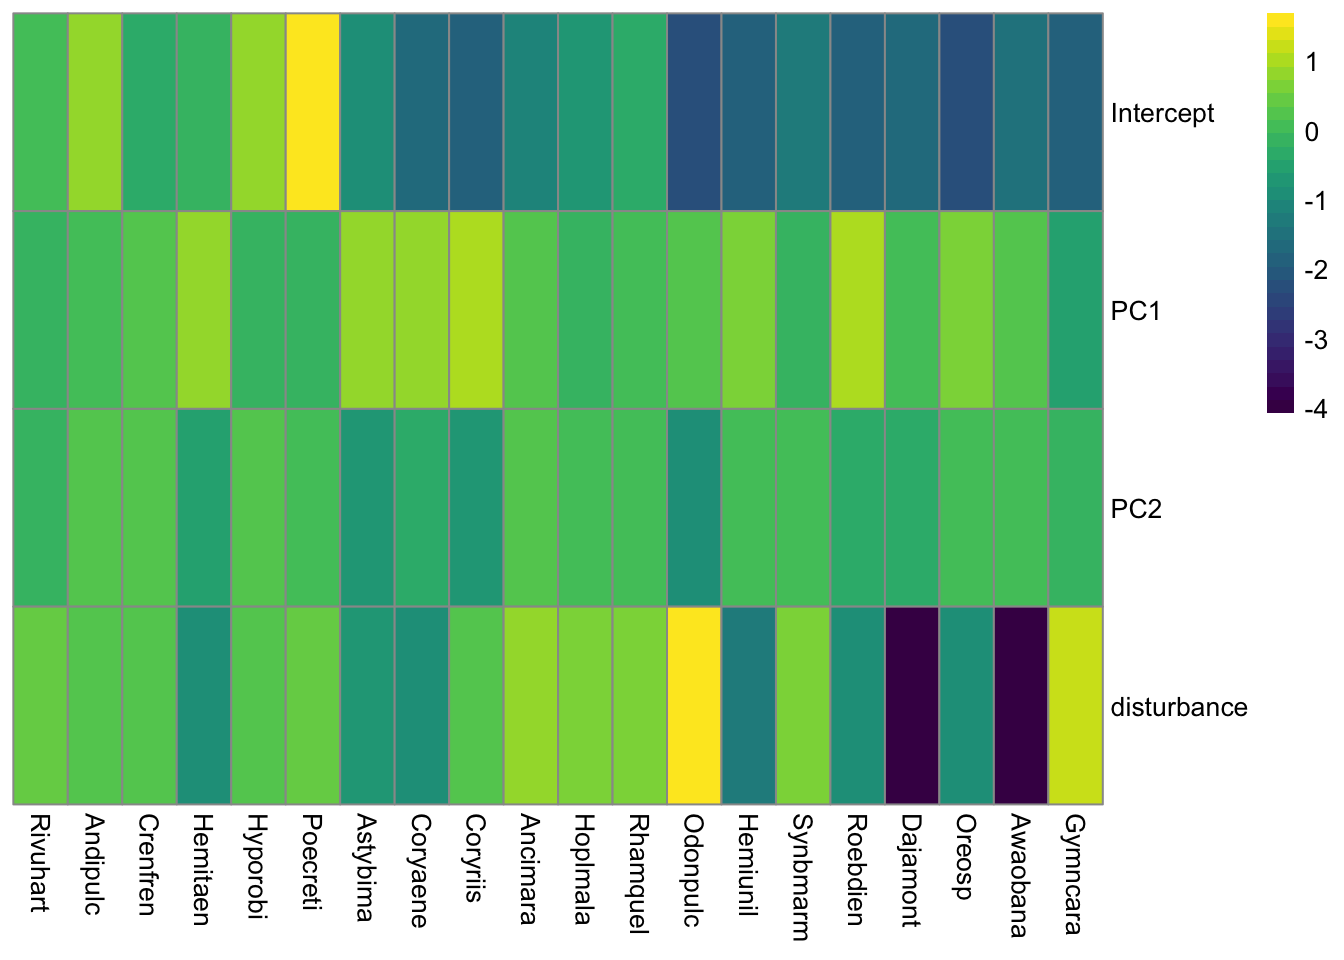 Intercept
PC1
PC2
disturbance
1
0
-1
-2
-3
-4
Rivuhart
Andipulc
Crenfren
Hemitaen
Hyporobi
Poecreti
Astybima
Coryaene
Coryriis
Ancimara
Hoplmala
Rhamquel
Odonpulc
Hemiunil
Synbmarm
Roebdien
Dajamont
Oreosp
Awaobana
Gymncara